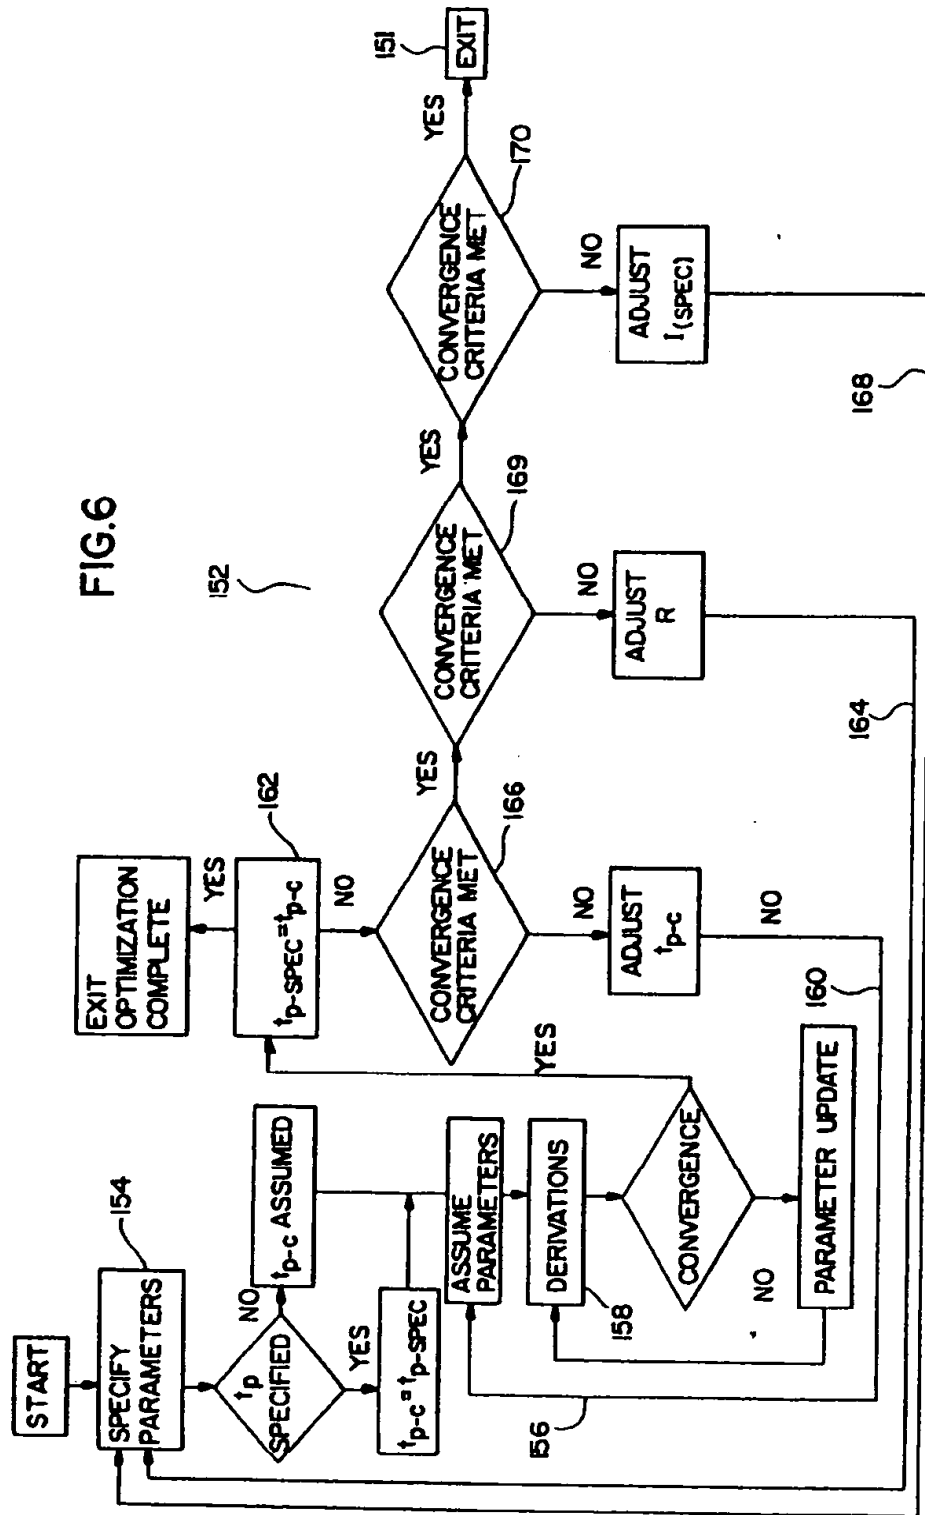 FIG.6
152
START
SPECIFY
PARAMETERS
154
tp
SPECIFIED
NO
tp-c ASSUMED
YES
tp-c = tp-SPEC
ASSUME
PARAMETERS
156
DERIVATIONS
158
CONVERGENCE
YES
NO
PARAMETER UPDATE
160
EXIT
OPTIMIZATION
COMPLETE
YES
tp-SPEC = tp-c
162
NO
CONVERGENCE
CRITERIA MET
166
NO
ADJUST
tp-c
NO
YES
CONVERGENCE
CRITERIA MET
169
NO
ADJUST
R
164
YES
CONVERGENCE
CRITERIA MET
170
NO
ADJUST
I(SPEC)
168
YES
EXIT
151